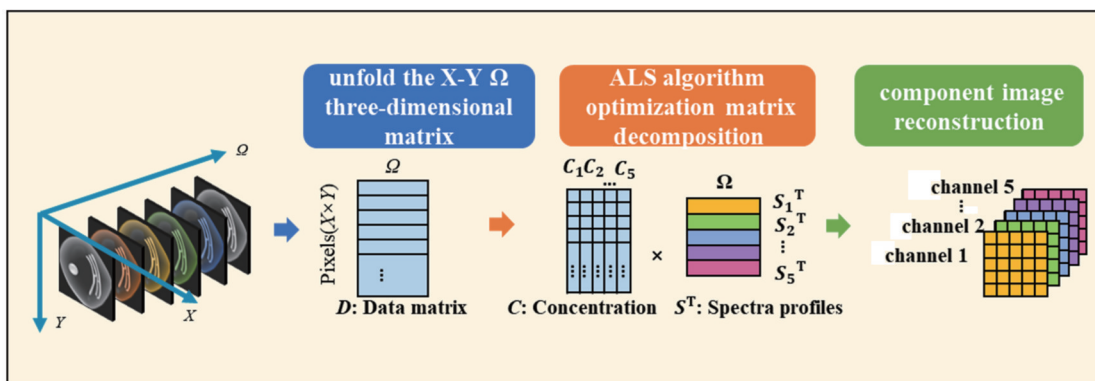 unfold the X-Y Ω
three-dimensional
matrix
ALS algorithm
optimization matrix
decomposition
component image
reconstruction
Ω
Y
X
Ω
Pixels(X×Y)
⋮
D: Data matrix
C₁C₂ ... C₅
⋮ ⋮ ⋮ ⋮ ⋮
C: Concentration
×
Ω
S₁ᵀ
S₂ᵀ
⋮
S₅ᵀ
Sᵀ: Spectra profiles
channel 5
⋮
channel 2
channel 1